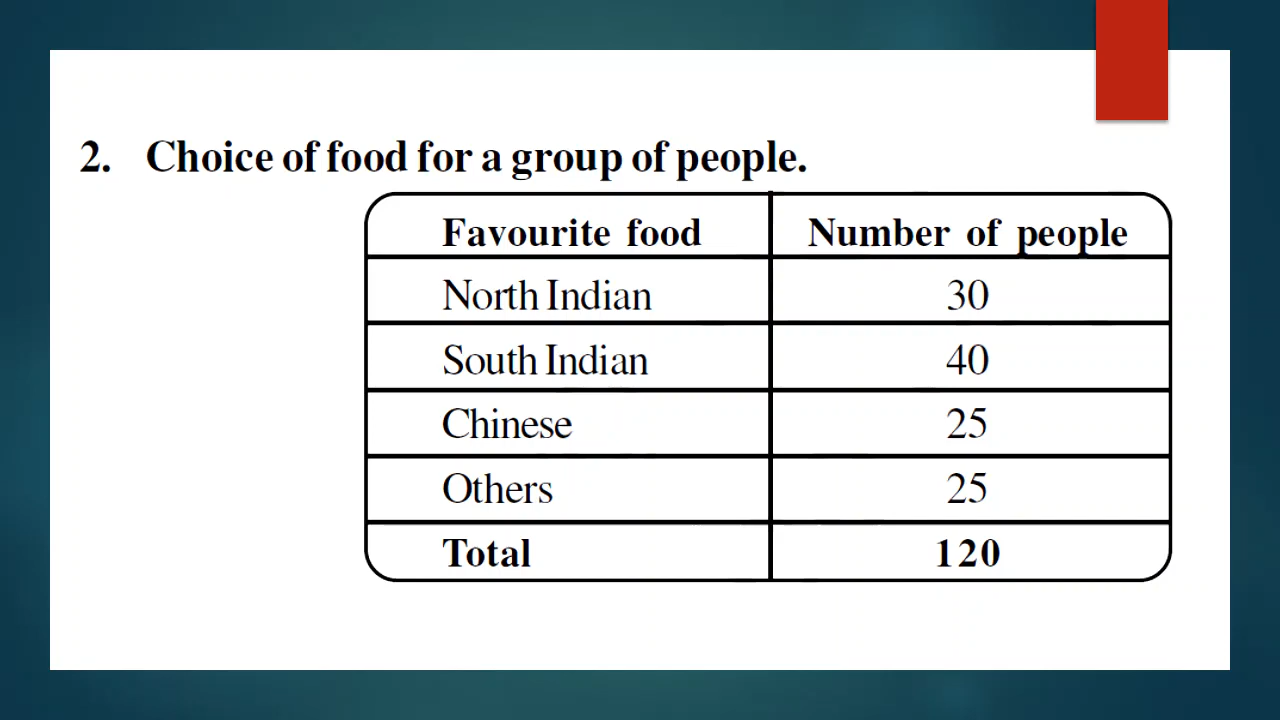 2. Choice of food for a group of people.
Favourite food Number of people
North Indian 30
South Indian 40
Chinese 25
Others 25
Total 120